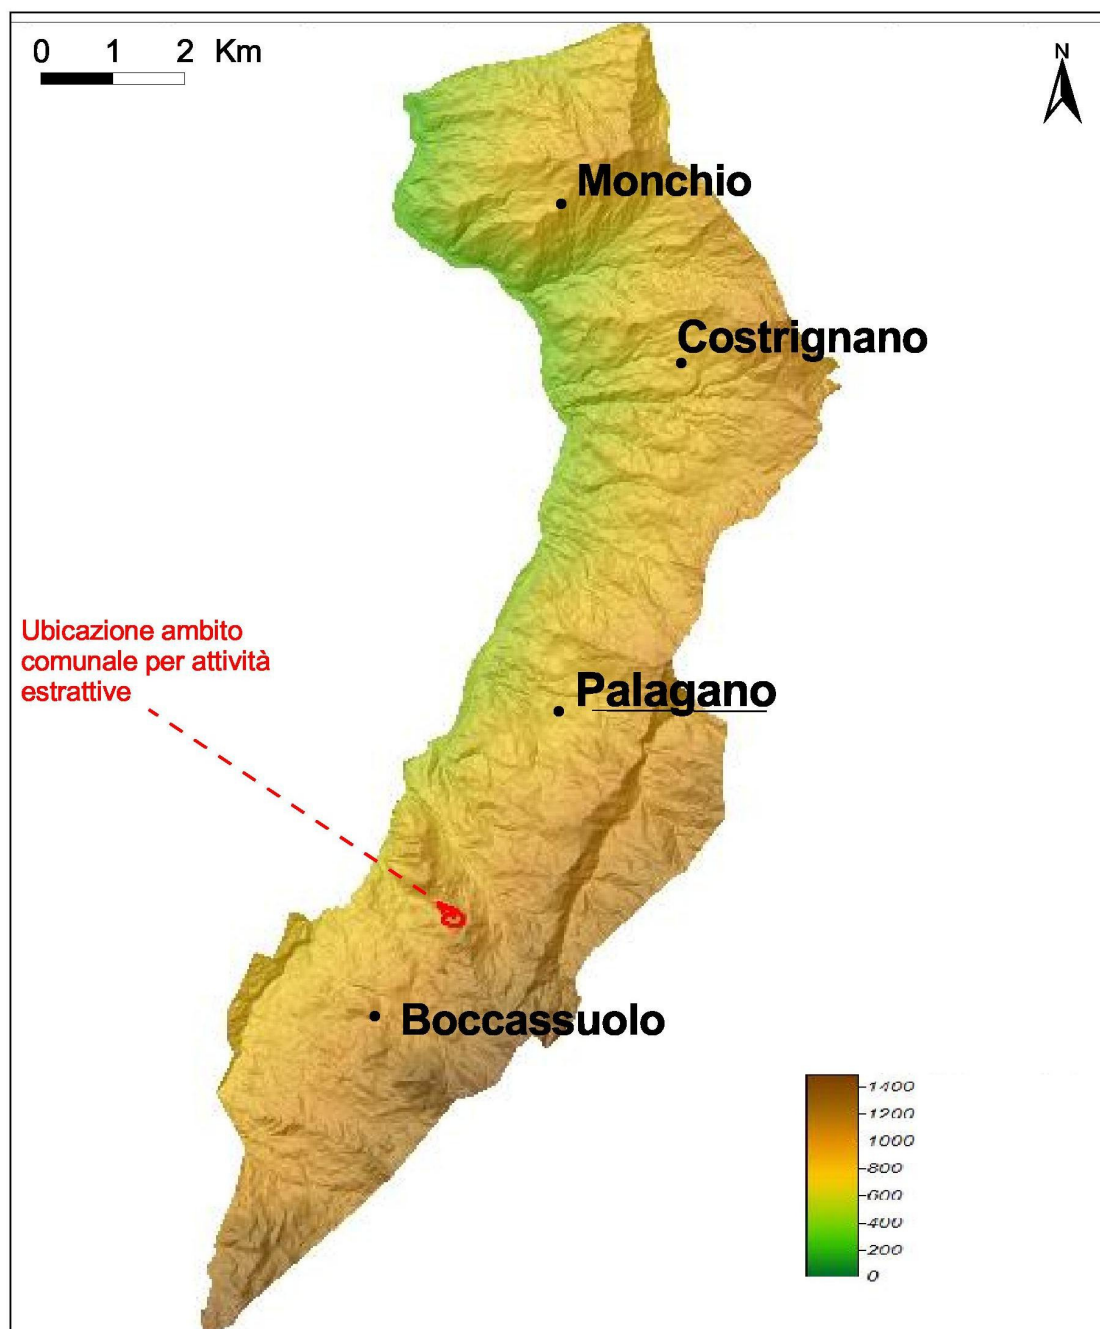 0 1 2 Km
N
Monchio
Costrignano
Ubicazione ambito
comunale per attività
estrattive
Palagano
Boccassuolo
1400
1200
1000
800
600
400
200
0